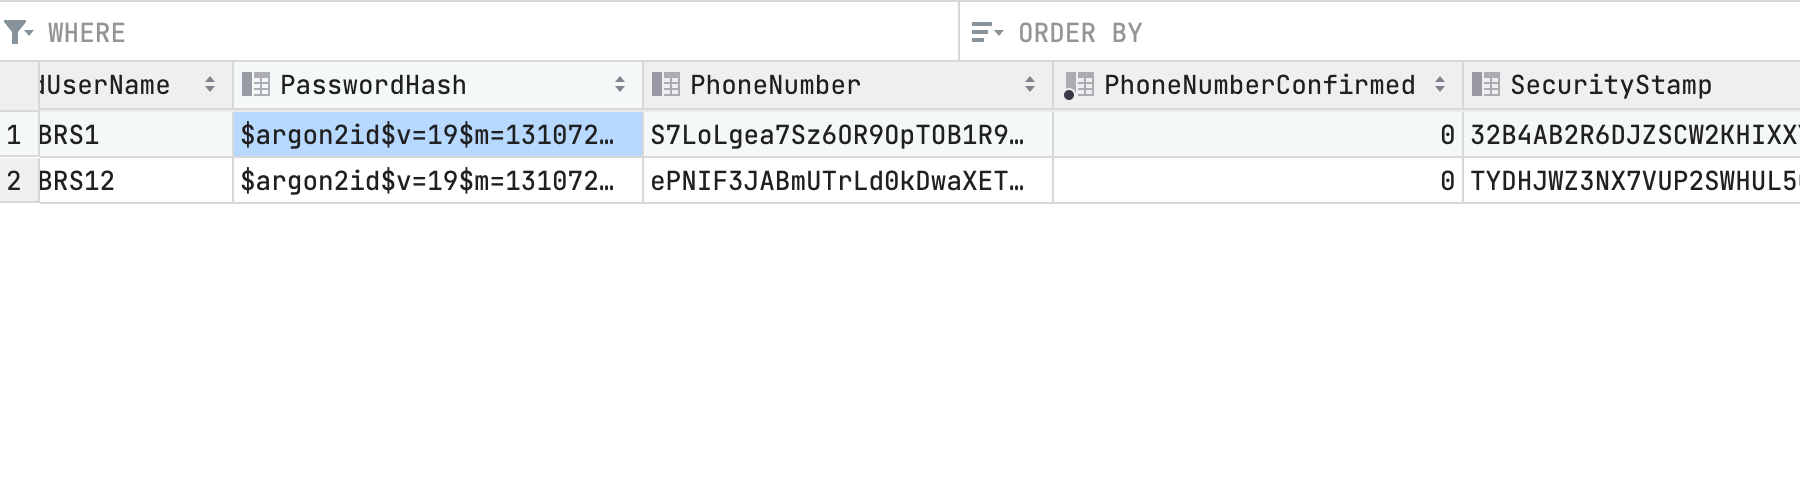 WHERE ORDER BY
dUserName PasswordHash PhoneNumber PhoneNumberConfirmed SecurityStamp
1 BRS1 $argon2id$v=19$m=131072… S7LoLgea7Sz6OR9OpTOB1R9… 0 32B4AB2R6DJZSCW2KHIXXY
2 BRS12 $argon2id$v=19$m=131072… ePNIF3JABmUTrLd0kDwaXET… 0 TYDHJWZ3NX7VUP2SWHUL5